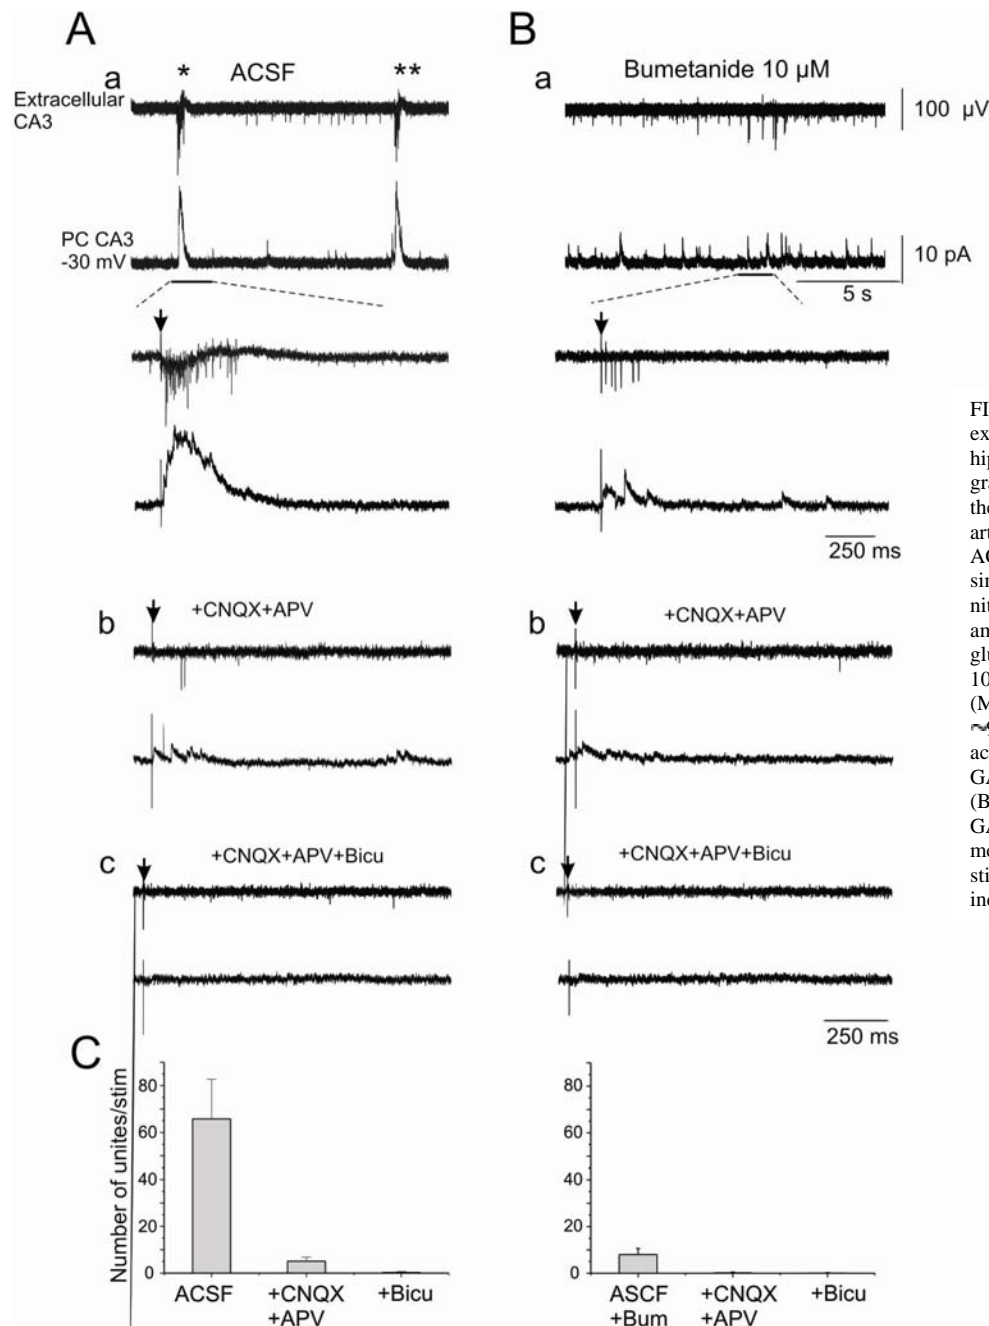 A
B
* ACSF **
Bumetanide 10 µM
a
a
Extracellular
CA3
100 µV
PC CA3
-30 mV
10 pA
5 s
250 ms
b +CNQX+APV
b +CNQX+APV
c +CNQX+APV+Bicu
c +CNQX+APV+Bicu
250 ms
C
Number of unites/stim
80
60
40
20
0
ACSF +CNQX +Bicu
+APV
80
60
40
20
0
ASCF +CNQX +Bicu
+Bum +APV